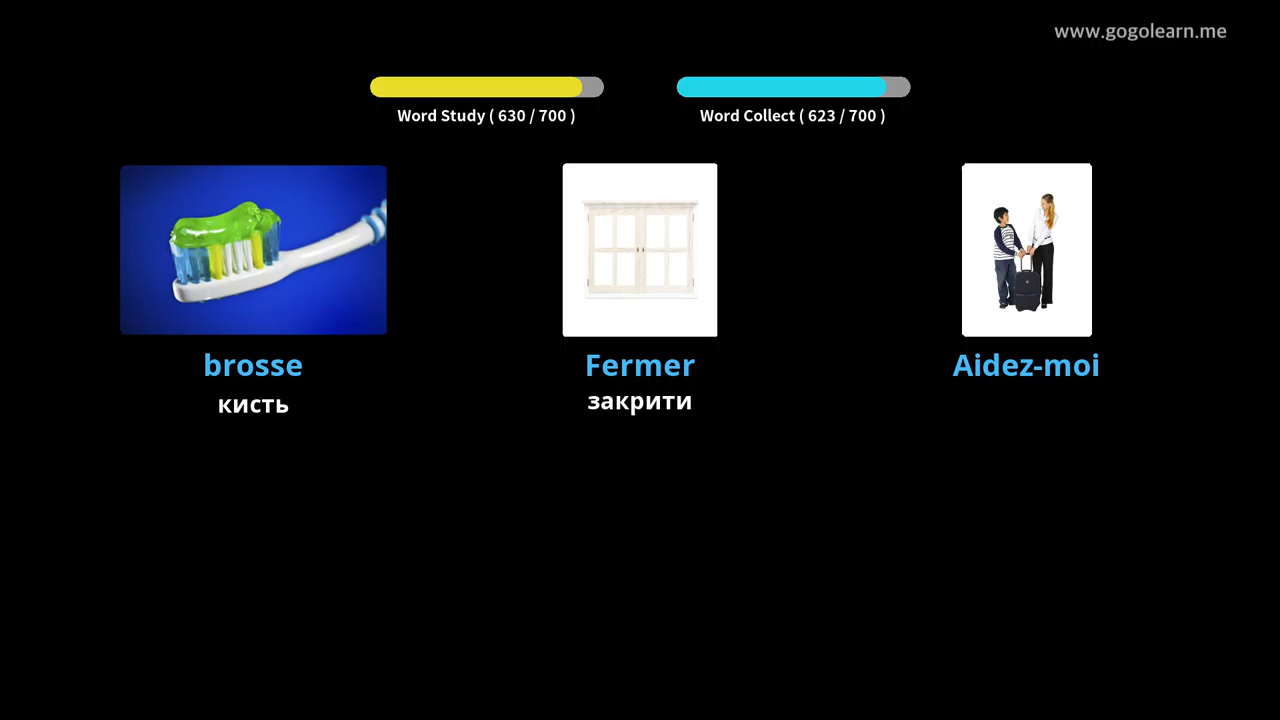 www.gogolearn.me
Word Study ( 630 / 700 )
Word Collect ( 623 / 700 )
brosse
Fermer
Aidez-moi
кисть
закрити